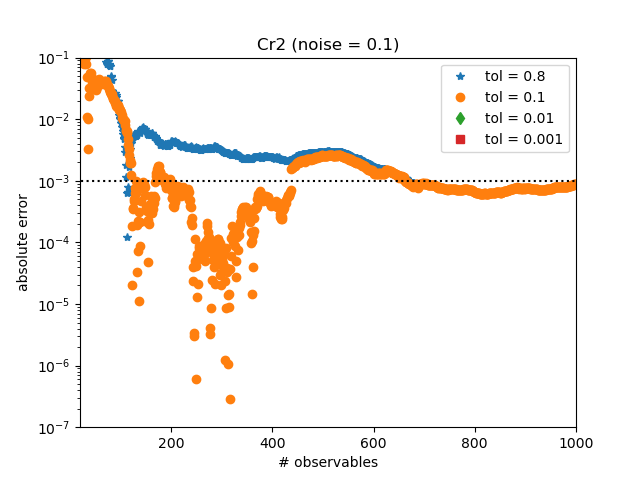 Cr2 (noise = 0.1)
tol = 0.8
tol = 0.1
tol = 0.01
tol = 0.001
absolute error
10⁻¹
10⁻²
10⁻³
10⁻⁴
10⁻⁵
10⁻⁶
10⁻⁷
200 400 600 800 1000
# observables